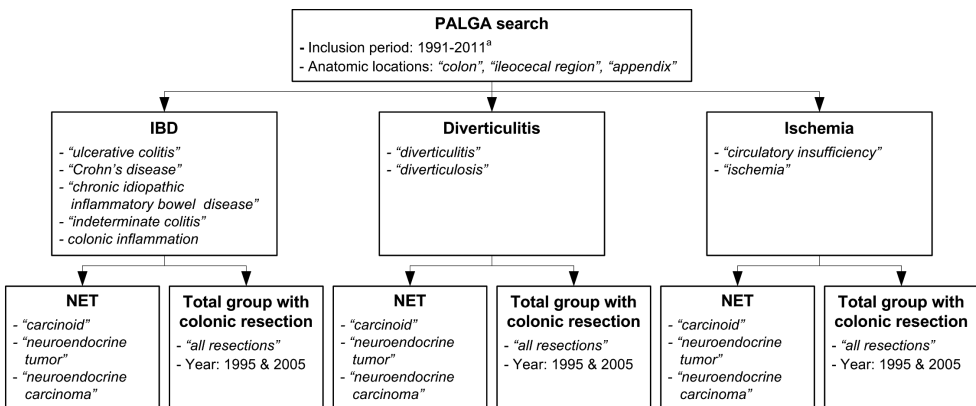 PALGA search
- Inclusion period: 1991-2011a
- Anatomic locations: “colon”, “ileocecal region”, “appendix”
IBD
- “ulcerative colitis”
- “Crohn’s disease”
- “chronic idiopathic
inflammatory bowel disease”
- “indeterminate colitis”
- colonic inflammation
Diverticulitis
- “diverticulitis”
- “diverticulosis”
Ischemia
- “circulatory insufficiency”
- “ischemia”
NET
- “carcinoid”
- “neuroendocrine
tumor”
- “neuroendocrine
carcinoma”
Total group with
colonic resection
- “all resections”
- Year: 1995 & 2005
NET
- “carcinoid”
- “neuroendocrine
tumor”
- “neuroendocrine
carcinoma”
Total group with
colonic resection
- “all resections”
- Year: 1995 & 2005
NET
- “carcinoid”
- “neuroendocrine
tumor”
- “neuroendocrine
carcinoma”
Total group with
colonic resection
- “all resections”
- Year: 1995 & 2005